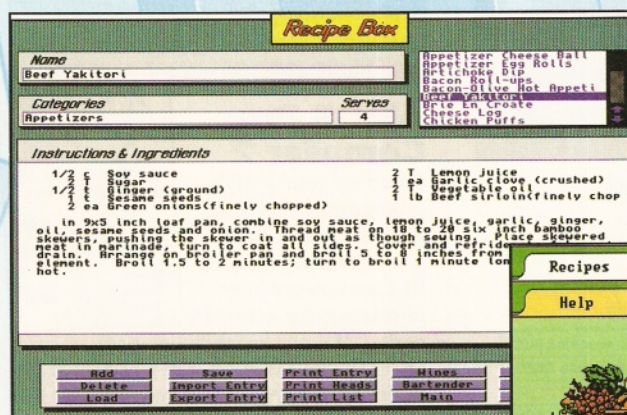 Recipe Box
Name
Beef Yakitori
Categories
Serves
Appetizers
4
Appetizer Cheese Ball
Appetizer Egg Rolls
Artichoke Dip
Bacon Roll-ups
Bacon-Olive Hot Appeti
Beef Yakitori
Brie En Croate
Cheese Log
Chicken Puffs
Instructions & Ingredients
1/2 c Soy sauce
2 T Sugar
1/2 t Ginger (ground)
1 t Sesame seeds
2 ea Green onions(finely chopped)
2 T Lemon juice
1 ea Garlic clove (crushed)
2 T Vegetable oil
1 lb Beef sirloin(finely chop
in 9x5 inch loaf pan, combine soy sauce, lemon juice, garlic, ginger,
oil, sesame seeds and onion. Thread meat on 18 to 20 six inch bamboo
skewers, pushing the skewer in and out as though sewing. Place skewered
meat in marinade, turn to coat all sides. Cover and
drain. Arrange on broiler pan and broil 5 to 8 inches from
element. Broil 1.5 to 2 minutes; turn to broil 1 minute
hot.
Add
Save
Print Entry
Wines
Delete
Import Entry
Print Heads
Bartender
Load
Export Entry
Print List
Main
Recipes
Help